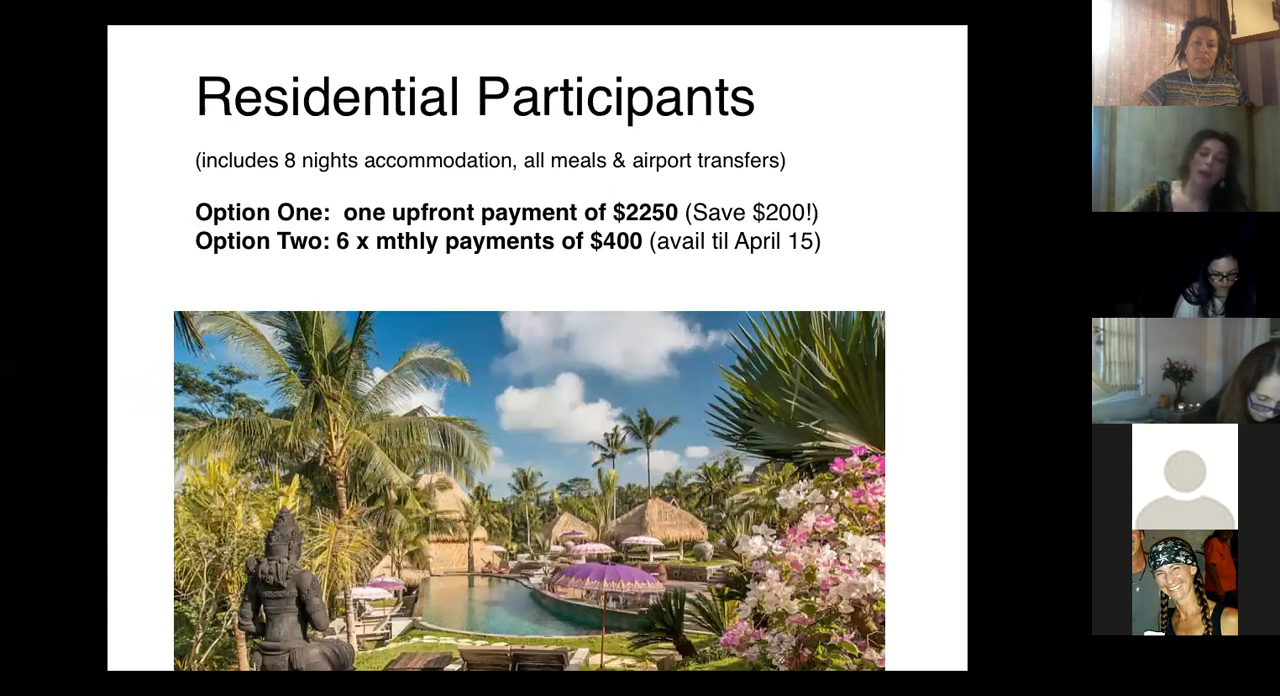 Residential Participants
(includes 8 nights accommodation, all meals & airport transfers)
Option One:  one upfront payment of $2250 (Save $200!)
Option Two: 6 x mthly payments of $400 (avail til April 15)